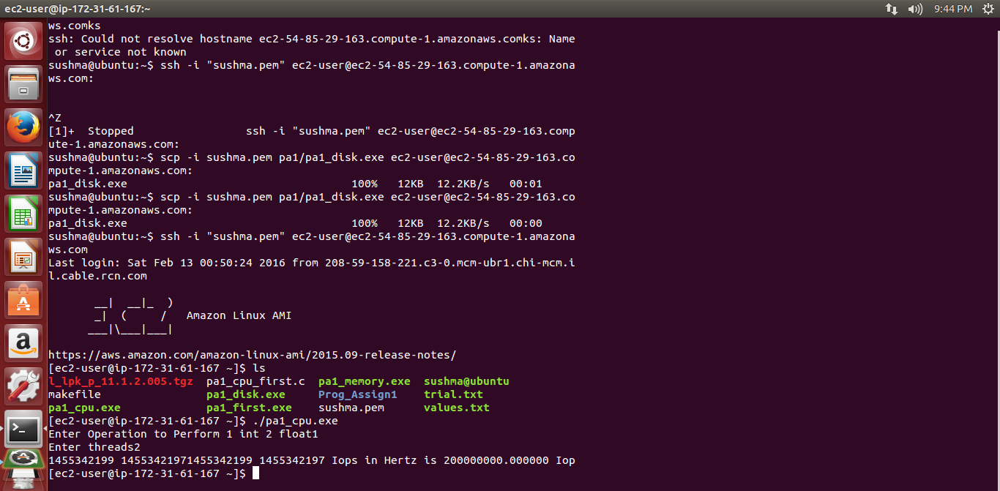 ec2-user@ip-172-31-61-167:~ 9:44 PM
ws.comks
ssh: Could not resolve hostname ec2-54-85-29-163.compute-1.amazonaws.comks: Name
 or service not known
sushma@ubuntu:~$ ssh -i "sushma.pem" ec2-user@ec2-54-85-29-163.compute-1.amazona
ws.com:
^Z
[1]+  Stopped                 ssh -i "sushma.pem" ec2-user@ec2-54-85-29-163.comp
ute-1.amazonaws.com:
sushma@ubuntu:~$ scp -i sushma.pem pa1/pa1_disk.exe ec2-user@ec2-54-85-29-163.co
mpute-1.amazonaws.com:
pa1_disk.exe                                  100%   12KB  12.2KB/s   00:01
sushma@ubuntu:~$ scp -i sushma.pem pa1/pa1_disk.exe ec2-user@ec2-54-85-29-163.co
mpute-1.amazonaws.com:
pa1_disk.exe                                  100%   12KB  12.2KB/s   00:00
sushma@ubuntu:~$ ssh -i "sushma.pem" ec2-user@ec2-54-85-29-163.compute-1.amazona
ws.com
Last login: Sat Feb 13 00:50:24 2016 from 208-59-158-221.c3-0.mcm-ubr1.chi-mcm.i
l.cable.rcn.com
       __|  __|_  )
       _|  (     /   Amazon Linux AMI
      ___|\___|___|
https://aws.amazon.com/amazon-linux-ami/2015.09-release-notes/
[ec2-user@ip-172-31-61-167 ~]$ ls
l_lpk_p_11.1.2.005.tgz  pa1_cpu_first.c  pa1_memory.exe  sushma@ubuntu
makefile                pa1_disk.exe     Prog_Assign1    trial.txt
pa1_cpu.exe             pa1_first.exe    sushma.pem      values.txt
[ec2-user@ip-172-31-61-167 ~]$ ./pa1_cpu.exe
Enter Operation to Perform 1 int 2 float1
Enter threads2
1455342199 14553421971455342199 1455342197 Iops in Hertz is 200000000.000000 Iop
[ec2-user@ip-172-31-61-167 ~]$